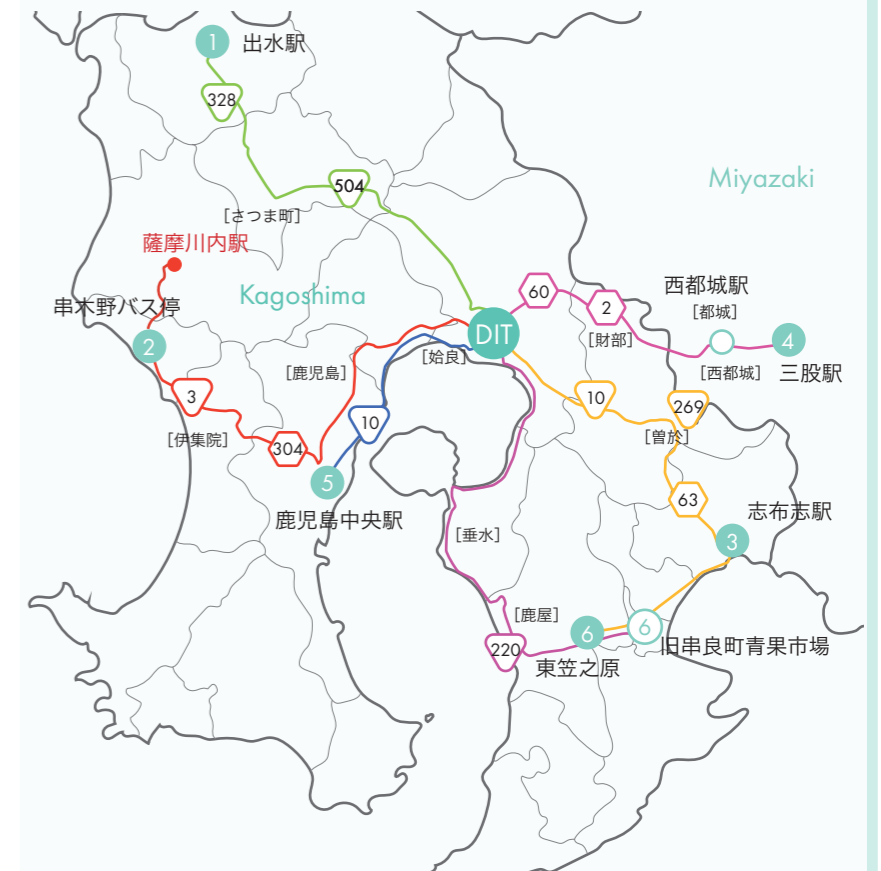 1
出水駅
328
504
[さつま町]
Miyazaki
薩摩川内駅
Kagoshima
串木野バス停
2
60
2
西都城駅
[都城]
DIT
[財部]
4
[西都城]
三股駅
[鹿児島]
[姶良]
3
10
10
269
[伊集院]
[曽於]
304
5
鹿児島中央駅
63
志布志駅
3
[垂水]
[鹿屋]
6
6
220
旧串良町青果市場
東笠之原